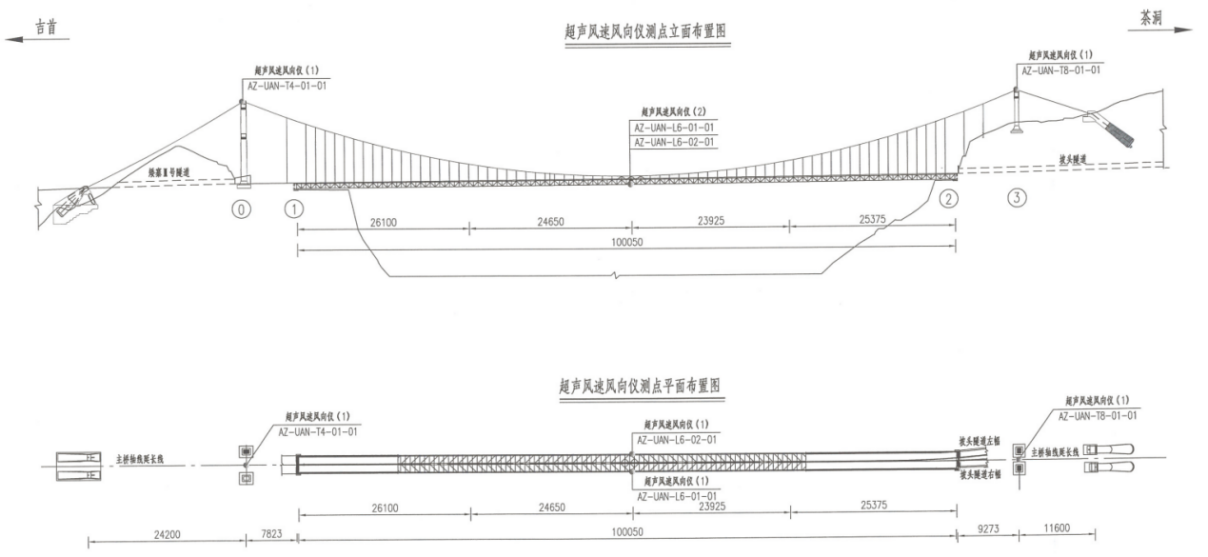 吉首
超声风速风向仪测点立面布置图
茶洞
超声风速风向仪(1)
AZ-UAN-T4-01-01
超声风速风向仪(1)
AZ-UAN-T8-01-01
超声风速风向仪(2)
AZ-UAN-L6-01-01
AZ-UAN-L6-02-01
号隧道
坡头隧道
0
1
2
3
26100
24650
23925
25375
100050
超声风速风向仪测点平面布置图
超声风速风向仪(1)
AZ-UAN-T4-01-01
超声风速风向仪(1)
AZ-UAN-L6-02-01
超声风速风向仪(1)
AZ-UAN-T8-01-01
主桥轴线延长线
坡头隧道左幅
主桥轴线延长线
坡头隧道右幅
超声风速风向仪(1)
AZ-UAN-L6-01-01
26100
24650
23925
25375
24200
7823
100050
9273
11600